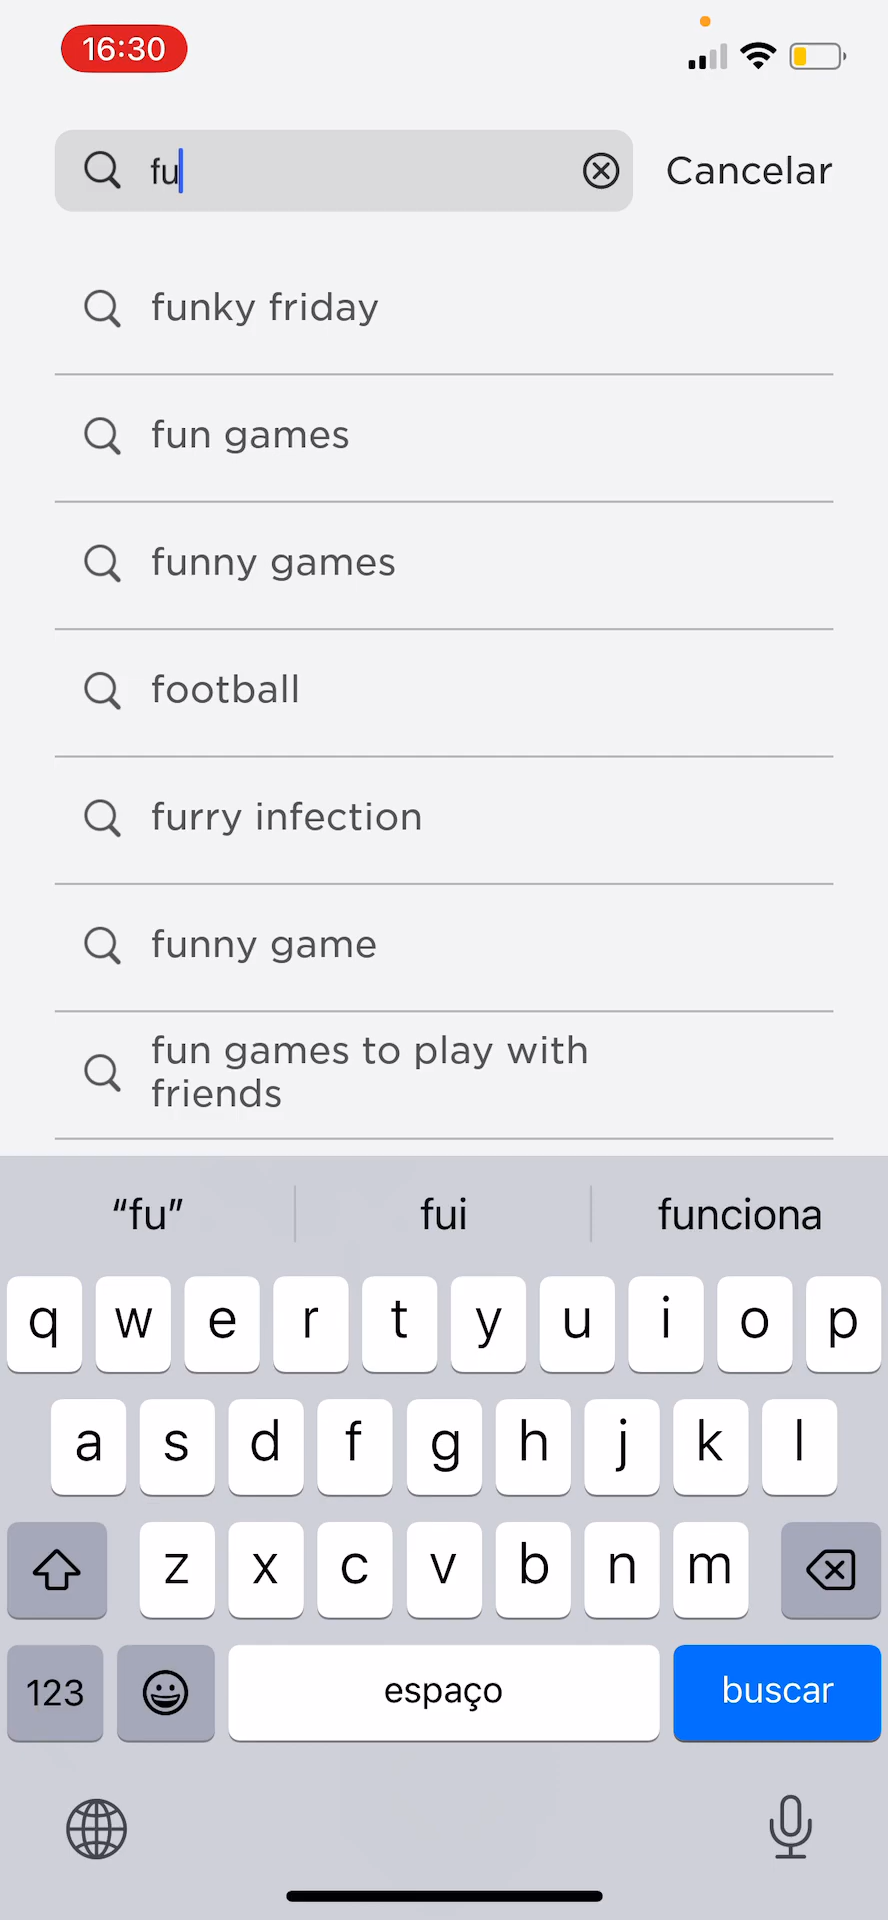 16:30
fu
Cancelar
funky friday
fun games
funny games
football
furry infection
funny game
fun games to play with
friends
“fu”
fui
funciona
q w e r t y u i o p
a s d f g h j k l
z x c v b n m
123
espaço
buscar